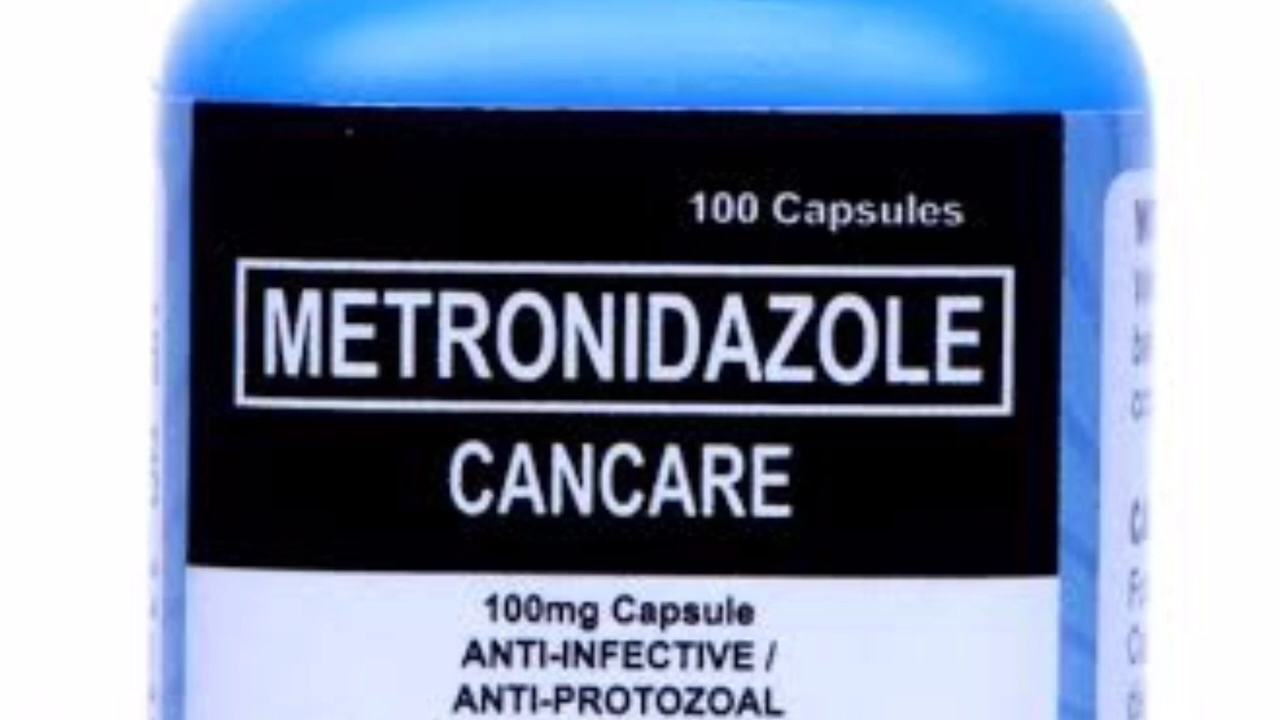 100 Capsules
METRONIDAZOLE
CANCARE
100mg Capsule
ANTI-INFECTIVE /
ANTI-PROTOZOAL